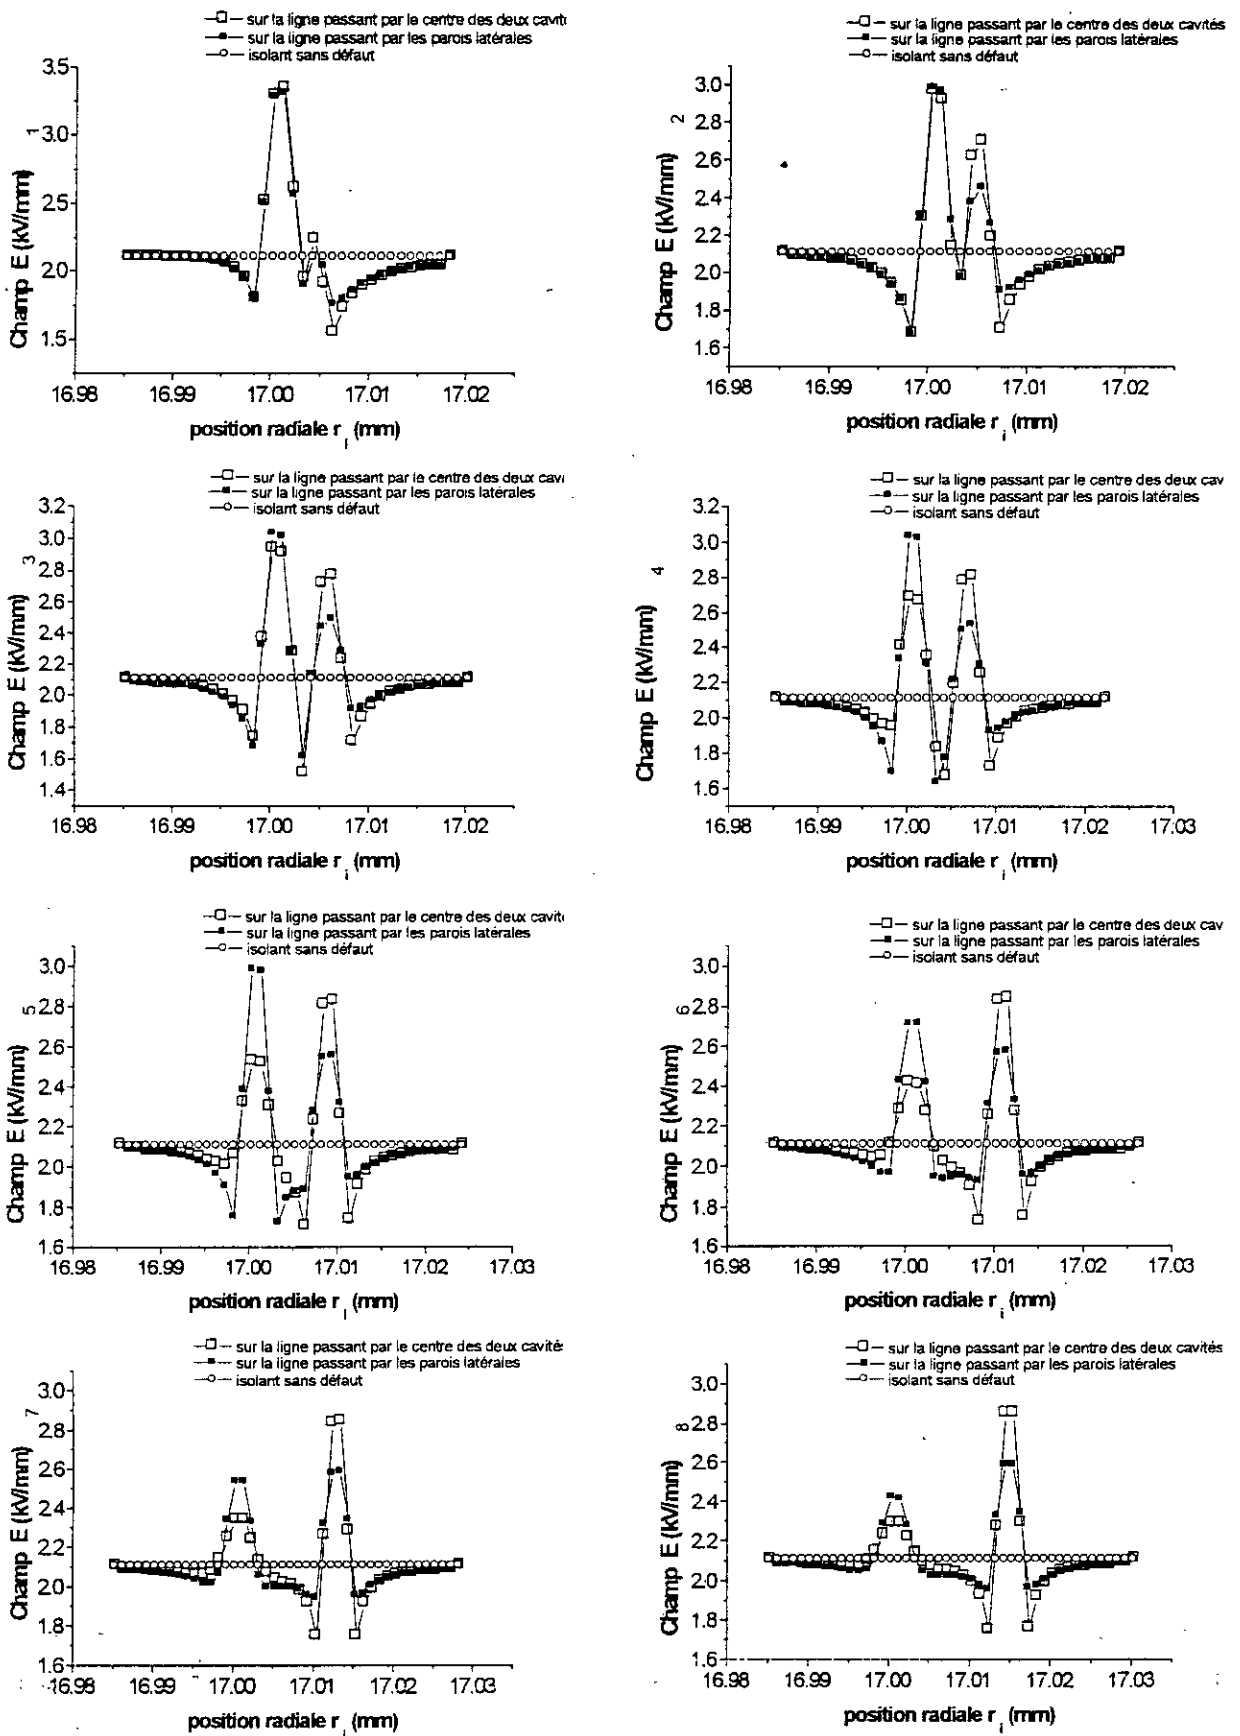 sur la ligne passant par le centre des deux cavités
sur la ligne passant par les parois latérales
isolant sans défaut
3.5
3.0
2.5
2.0
1.5
Champ E (kV/mm)
1
16.98 16.99 17.00 17.01 17.02
position radiale r i (mm)
sur la ligne passant par le centre des deux cavités
sur la ligne passant par les parois latérales
isolant sans défaut
3.0
2.8
2.6
2.4
2.2
2.0
1.8
1.6
Champ E (kV/mm)
2
16.98 16.99 17.00 17.01 17.02
position radiale r i (mm)
sur la ligne passant par le centre des deux cavi
sur la ligne passant par les parois latérales
isolant sans défaut
3.2
3.0
2.8
2.6
2.4
2.2
2.0
1.8
1.6
1.4
Champ E (kV/mm)
3
16.98 16.99 17.00 17.01 17.02
position radiale r i (mm)
sur la ligne passant par le centre des deux cav
sur la ligne passant par les parois latérales
isolant sans défaut
3.2
3.0
2.8
2.6
2.4
2.2
2.0
1.8
1.6
Champ E (kV/mm)
4
16.98 16.99 17.00 17.01 17.02 17.03
position radiale r i (mm)
sur la ligne passant par le centre des deux cavit
sur la ligne passant par les parois latérales
isolant sans défaut
3.0
2.8
2.6
2.4
2.2
2.0
1.8
1.6
Champ E (kV/mm)
5
16.98 16.99 17.00 17.01 17.02 17.03
position radiale r i (mm)
sur la ligne passant par le centre des deux cav
sur la ligne passant par les parois latérales
isolant sans défaut
3.0
2.8
2.6
2.4
2.2
2.0
1.8
1.6
Champ E (kV/mm)
6
16.98 16.99 17.00 17.01 17.02 17.03
position radiale r i (mm)
sur la ligne passant par le centre des deux cavités
sur la ligne passant par les parois latérales
isolant sans défaut
3.0
2.8
2.6
2.4
2.2
2.0
1.8
1.6
Champ E (kV/mm)
7
16.98 16.99 17.00 17.01 17.02 17.03
position radiale r i (mm)
sur la ligne passant par le centre des deux cavités
sur la ligne passant par les parois latérales
isolant sans défaut
3.0
2.8
2.6
2.4
2.2
2.0
1.8
1.6
Champ E (kV/mm)
8
16.98 16.99 17.00 17.01 17.02 17.03
position radiale r i (mm)